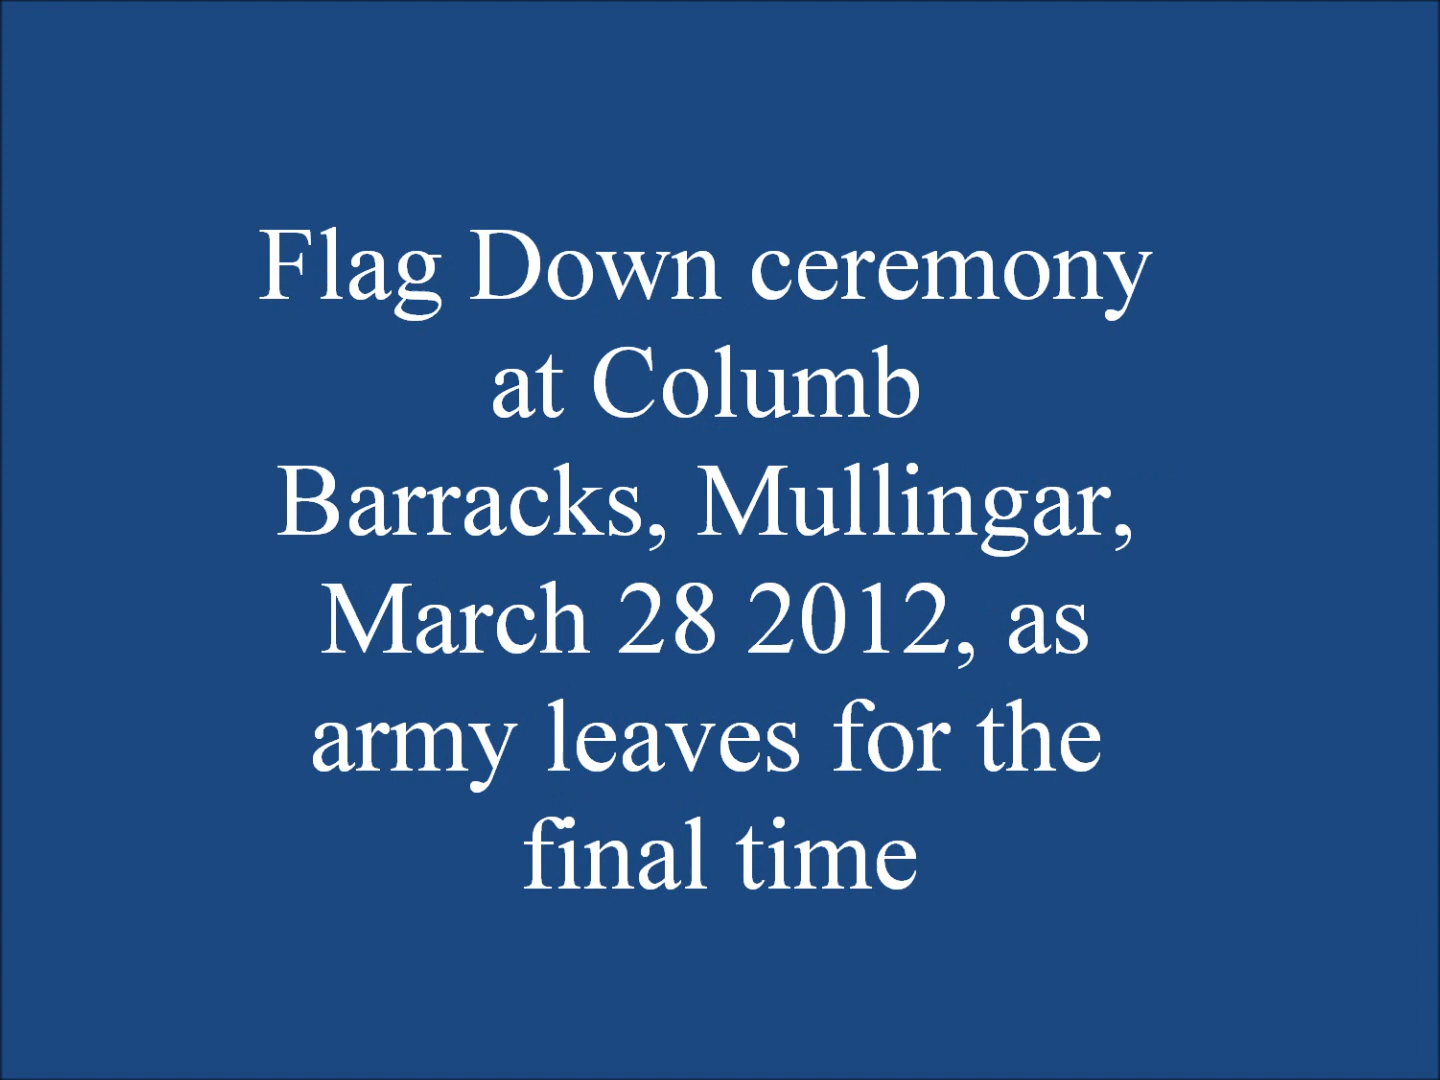 Flag Down ceremony
at Columb
Barracks, Mullingar,
March 28 2012, as
army leaves for the
final time